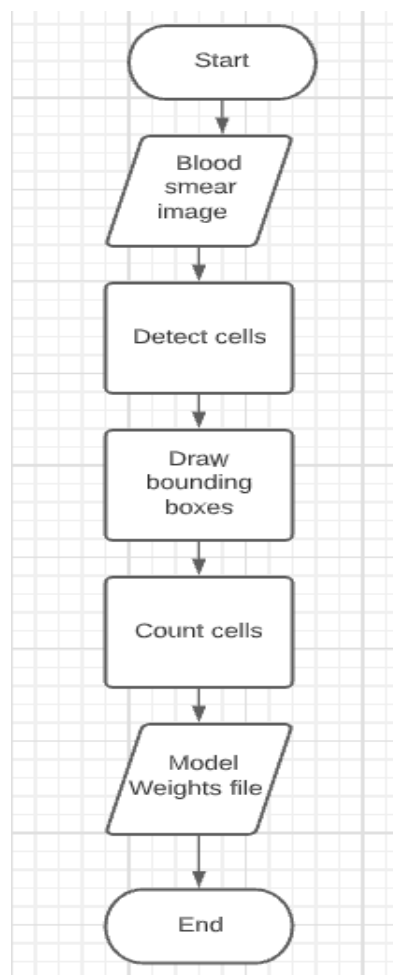 Start
Blood
smear
image
Detect cells
Draw
bounding
boxes
Count cells
Model
Weights file
End